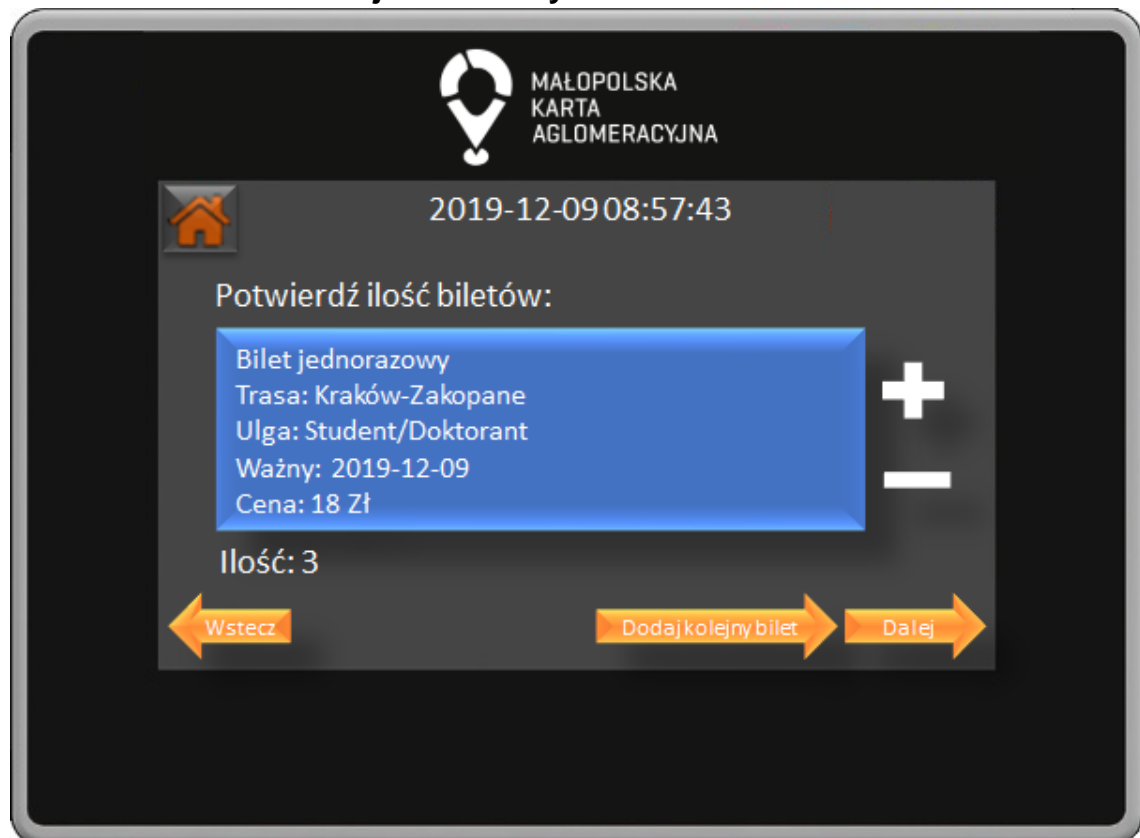 MAŁOPOLSKA
KARTA
AGLOMERACYJNA
2019-12-09 08:57:43
Potwierdź ilość biletów:
Bilet jednorazowy
Trasa: Kraków-Zakopane
Ulga: Student/Doktorant
Ważny: 2019-12-09
Cena: 18 Zł
Ilość: 3
Wstecz
Dodaj kolejny bilet
Dalej